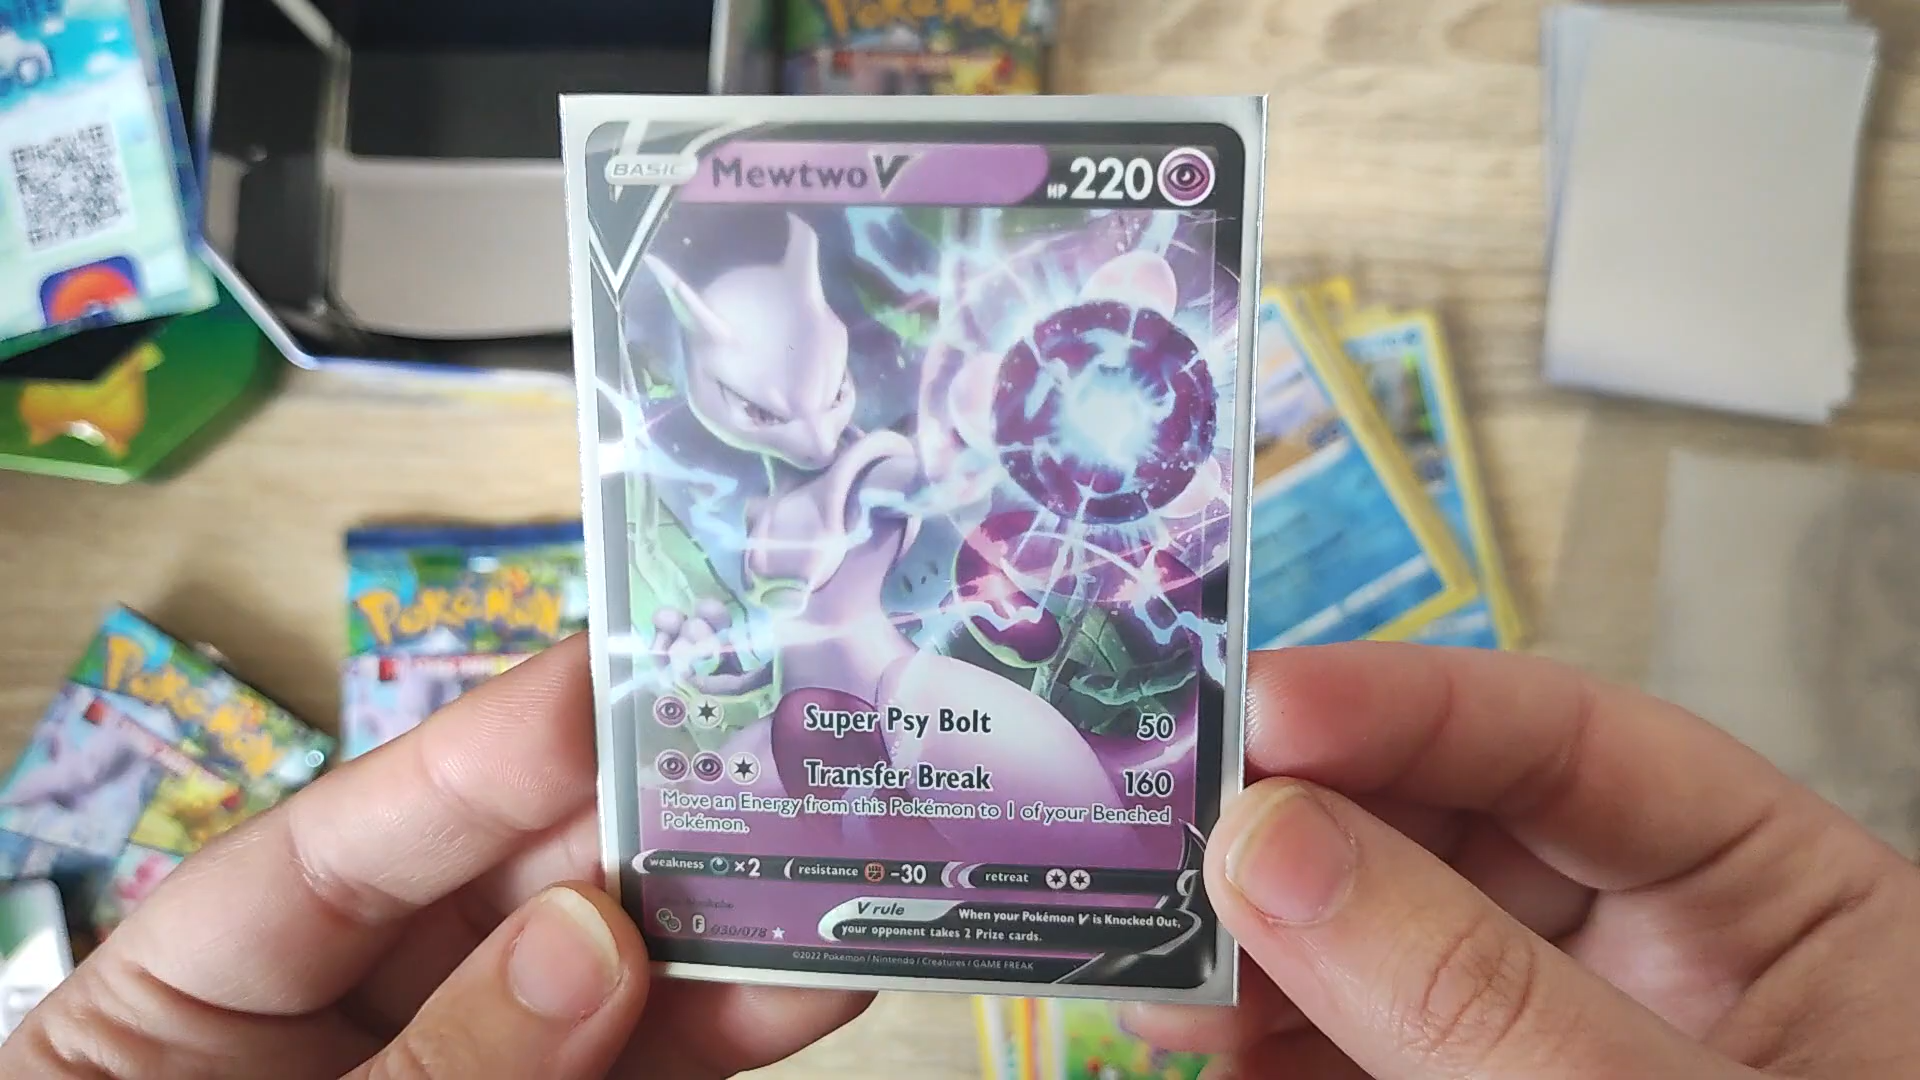 POKéMON
BASIC
Mewtwo V
HP 220
Super Psy Bolt 50
Transfer Break 160
Move an Energy from this Pokémon to 1 of your Benched
Pokémon.
weakness ×2 resistance -30 retreat
V rule
When your Pokémon V is Knocked Out,
your opponent takes 2 Prize cards.
F 030/078
©2022 Pokémon / Nintendo / Creatures / GAME FREAK
POKéMON
POKéMON